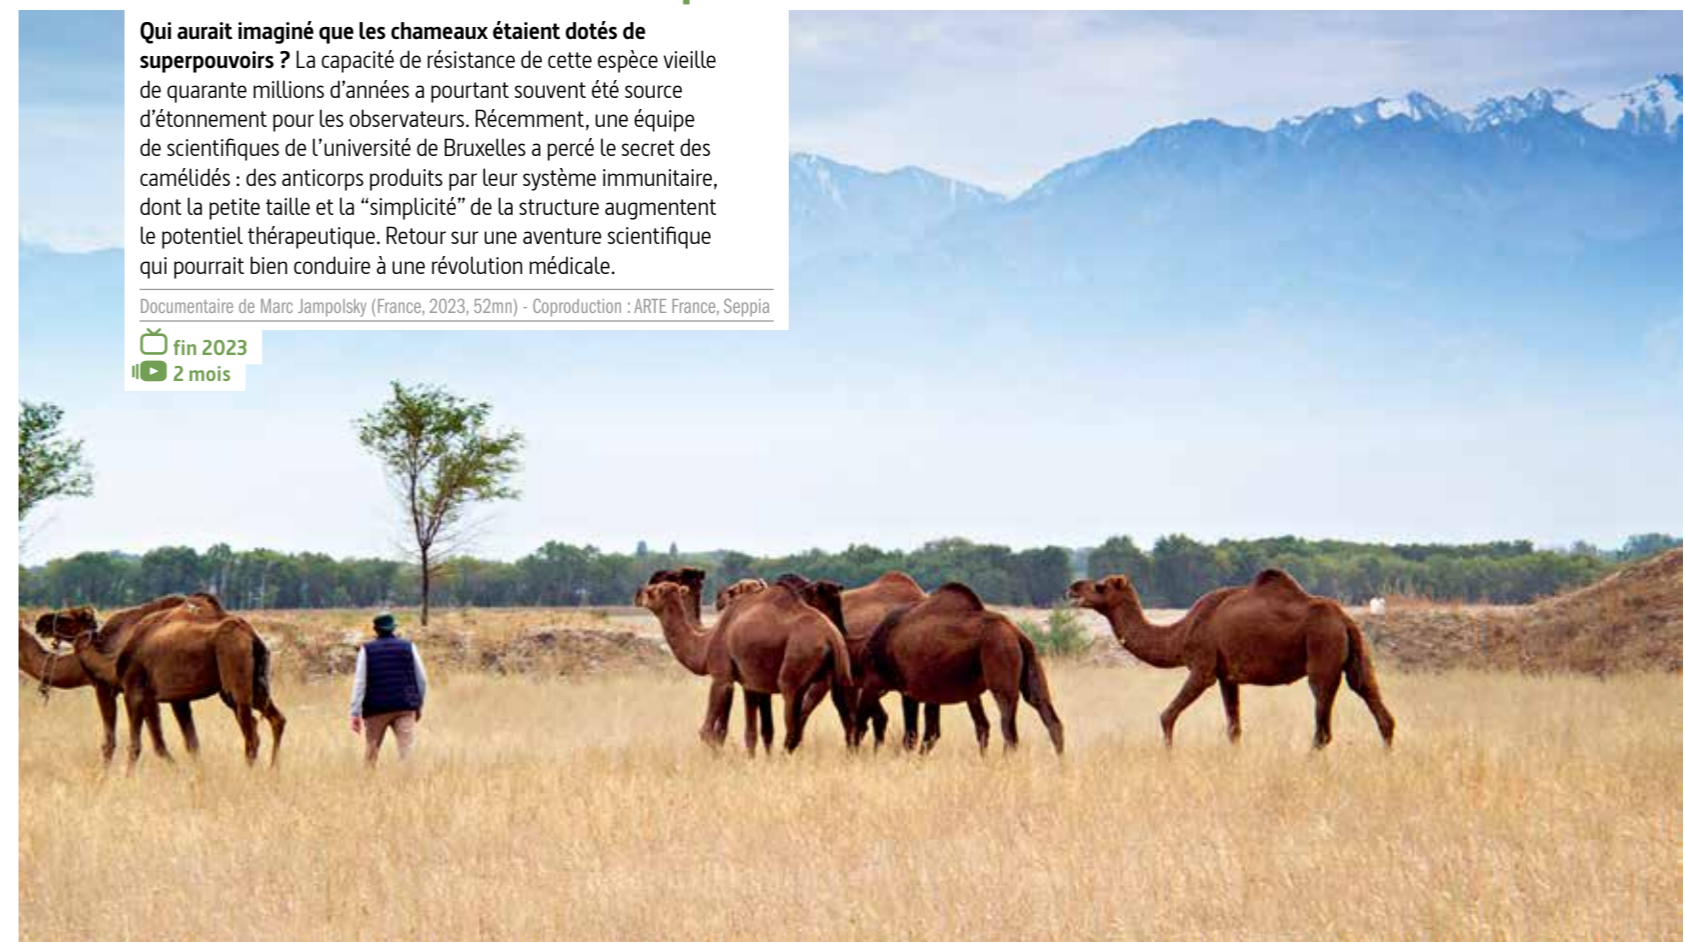 Qui aurait imaginé que les chameaux étaient dotés de
superpouvoirs ? La capacité de résistance de cette espèce vieille
de quarante millions d’années a pourtant souvent été source
d’étonnement pour les observateurs. Récemment, une équipe
de scientifiques de l’université de Bruxelles a percé le secret des
camélidés : des anticorps produits par leur système immunitaire,
dont la petite taille et la “simplicité” de la structure augmentent
le potentiel thérapeutique. Retour sur une aventure scientifique
qui pourrait bien conduire à une révolution médicale.
Documentaire de Marc Jampolsky (France, 2023, 52mn) - Coproduction : ARTE France, Seppia
fin 2023
2 mois